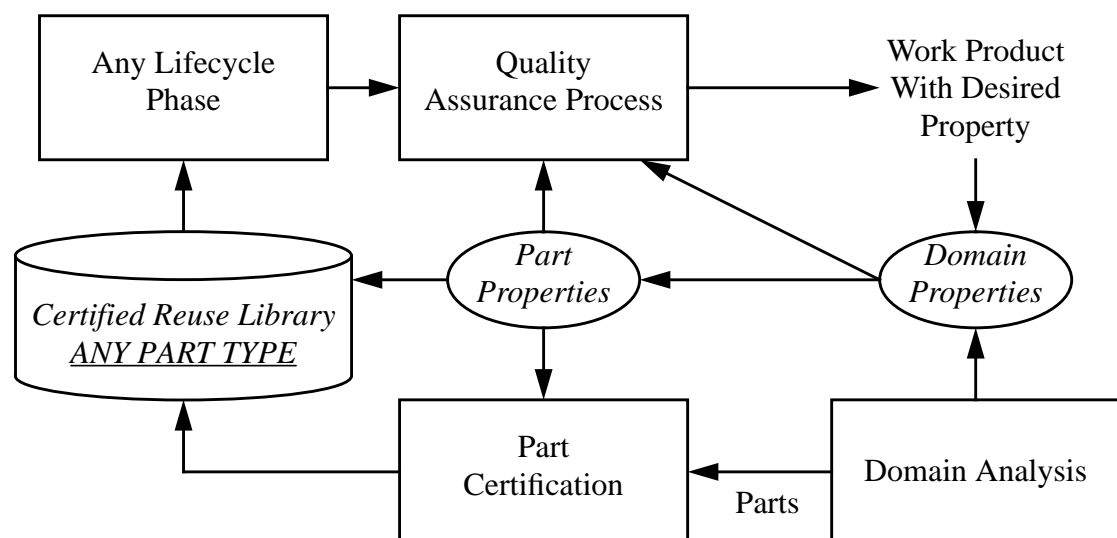 Any Lifecycle
Phase
Quality
Assurance Process
Work Product
With Desired
Property
Certified Reuse Library
ANY PART TYPE
Part
Properties
Domain
Properties
Part
Certification
Parts
Domain Analysis